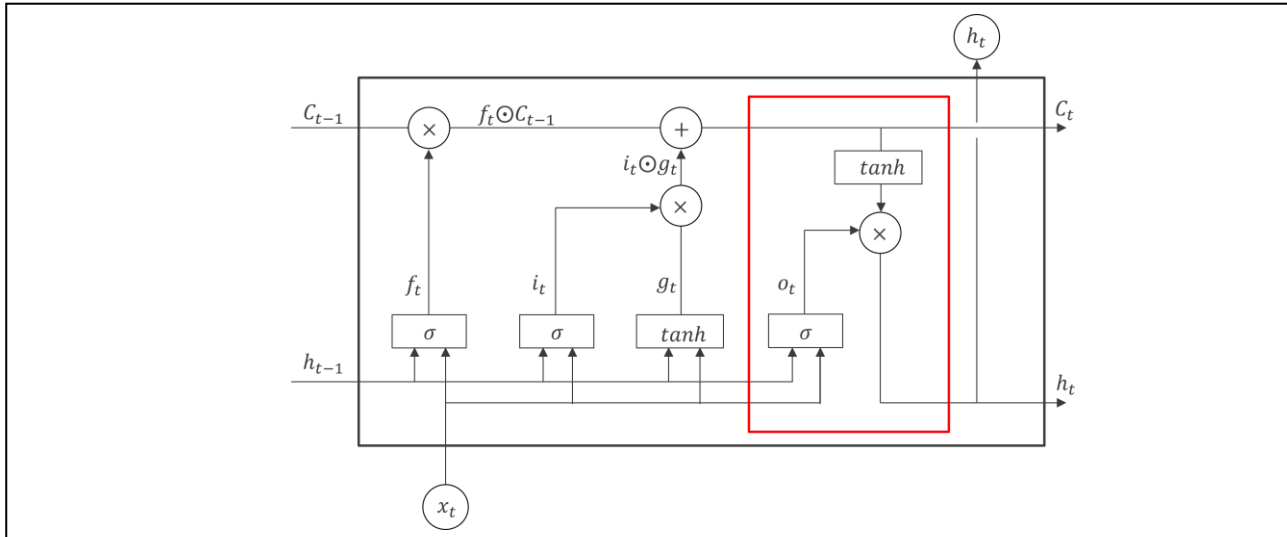 h_t
C_{t-1}
×
f_t⊙C_{t-1}
+
C_t
i_t⊙g_t
tanh
×
×
f_t
i_t
g_t
o_t
σ
σ
tanh
σ
h_{t-1}
h_t
x_t